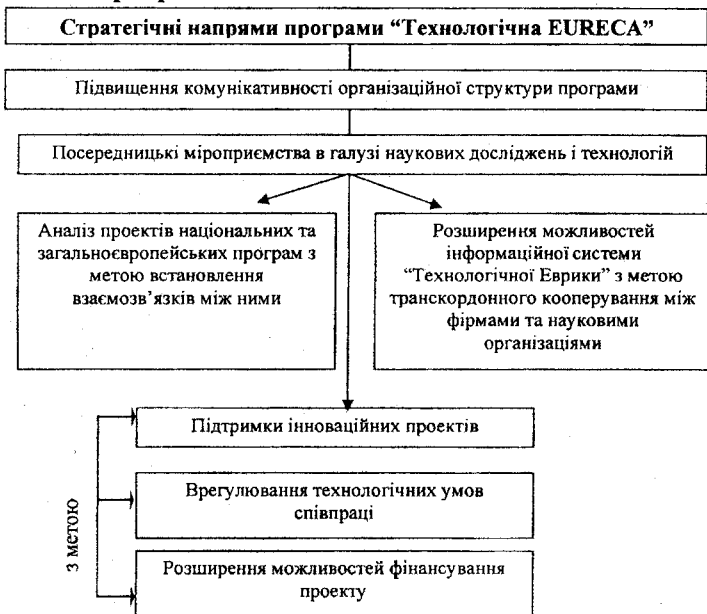 Стратегічні напрями програми “Технологічна EURECA”
Підвищення комунікативності організаційної структури програми
Посередницькі міроприємства в галузі наукових досліджень і технологій
Аналіз проектів національних та
загальноєвропейських програм з
метою встановлення
взаємозв’язків між ними
Розширення можливостей
інформаційної системи
“Технологічної Еврики” з метою
транскордонного кооперування між
фірмами та науковими
організаціями
з метою
Підтримки інноваційних проектів
Врегулювання технологічних умов
співпраці
Розширення можливостей фінансування
проекту